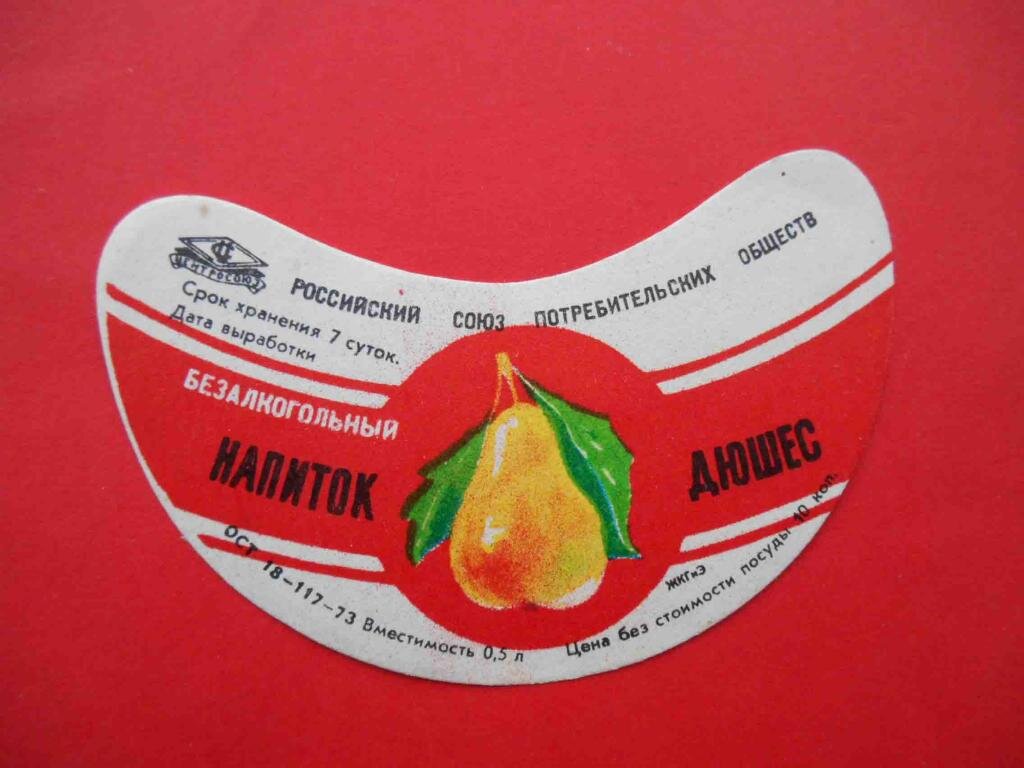 ЦЕНТРОСОЮЗ
РОССИЙСКИЙ СОЮЗ ПОТРЕБИТЕЛЬСКИХ ОБЩЕСТВ
Срок хранения 7 суток.
Дата выработки
БЕЗАЛКОГОЛЬНЫЙ
НАПИТОК ДЮШЕС
ЖКГиЭ
ОСТ 18-117-73 Вместимость 0,5 л Цена без стоимости посуды 10 коп.